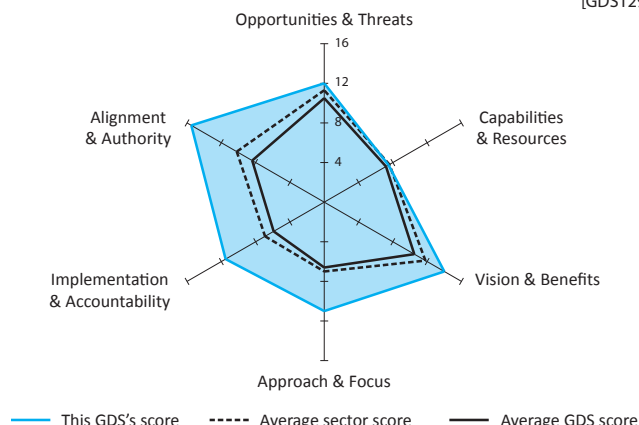 [GDS129
Opportunities & Threats
16
12
8
4
Alignment
& Authority
Capabilities
& Resources
Implementation
& Accountability
Vision & Benefits
Approach & Focus
This GDS's score
Average sector score
Average GDS score